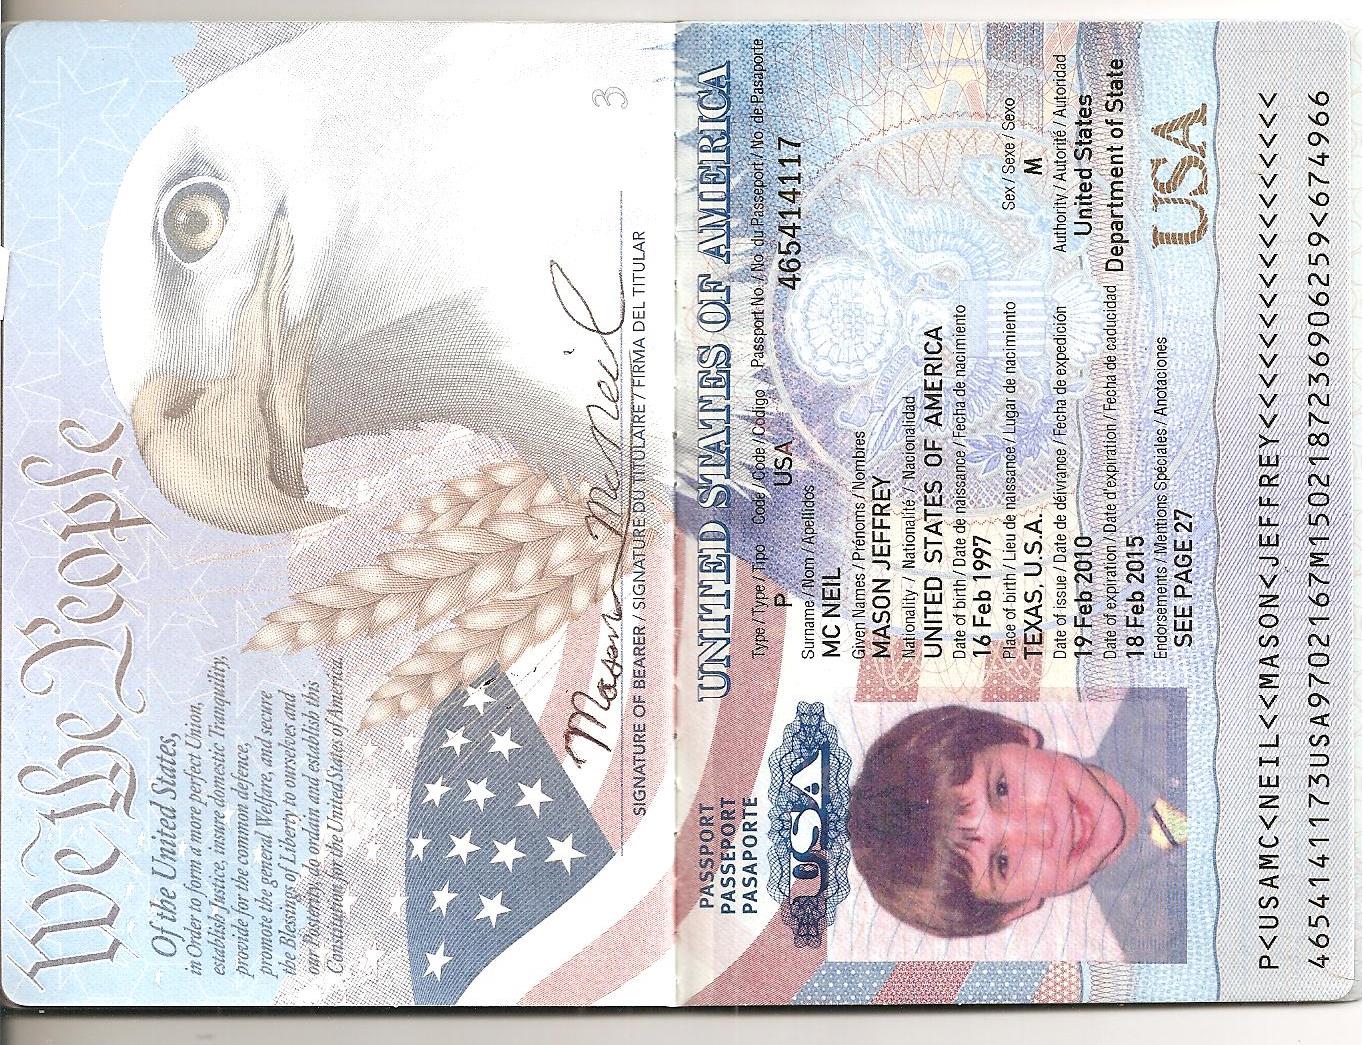 We the People
Of the United States,
in Order to form a more perfect Union,
establish Justice, insure domestic Tranquility,
provide for the common defence,
promote the general Welfare, and secure
the Blessings of Liberty to ourselves and
our Posterity, do ordain and establish this
Constitution for the United States of America.
Mason McNeil
SIGNATURE OF BEARER / SIGNATURE DU TITULAIRE / FIRMA DEL TITULAR
3
UNITED STATES OF AMERICA
PASSPORT
PASSEPORT
PASAPORTE
USA
Type / Type / Tipo Code / Code / Codigo Passport No. / No. du Passeport / No. de Pasaporte
P USA 465414117
Surname / Nom / Apellidos
MC NEIL
Given Names / Prénoms / Nombres
MASON JEFFREY
Nationality / Nationalité / Nacionalidad
UNITED STATES OF AMERICA
Date of birth / Date de naissance / Fecha de nacimiento
16 Feb 1997
Place of birth / Lieu de naissance / Lugar de nacimiento Sex / Sexe / Sexo
TEXAS, U.S.A. M
Date of issue / Date de déivrance / Fecha de expedición Authority / Autorité / Autoridad
19 Feb 2010 United States
Date of expiration / Date d'expiration / Fecha de caducidad Department of State
18 Feb 2015
Endorsements / Mentions Speciales / Anotaciones
SEE PAGE 27
USA
P<USAMC<NEIL<<MASON<JEFFREY<<<<<<<<<<<<<<<<<
4654141173USA9702167M1502187236906259<674966